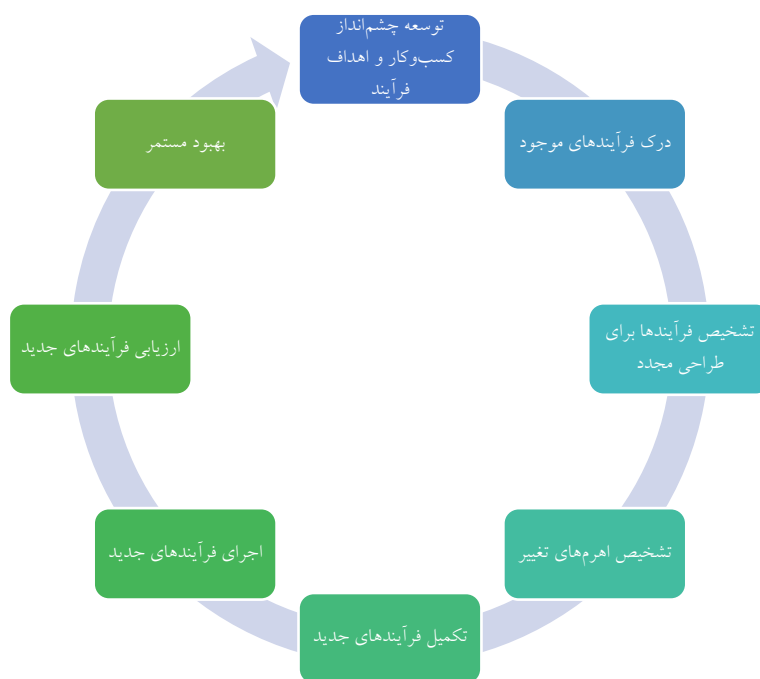 توسعه چشم‌انداز
کسب‌وکار و اهداف
فرآیند
درک فرآیندهای موجود
تشخیص فرآیندها برای
طراحی مجدد
تشخیص اهرم‌های تغییر
تکمیل فرآیندهای جدید
اجرای فرآیندهای جدید
ارزیابی فرآیندهای جدید
بهبود مستمر